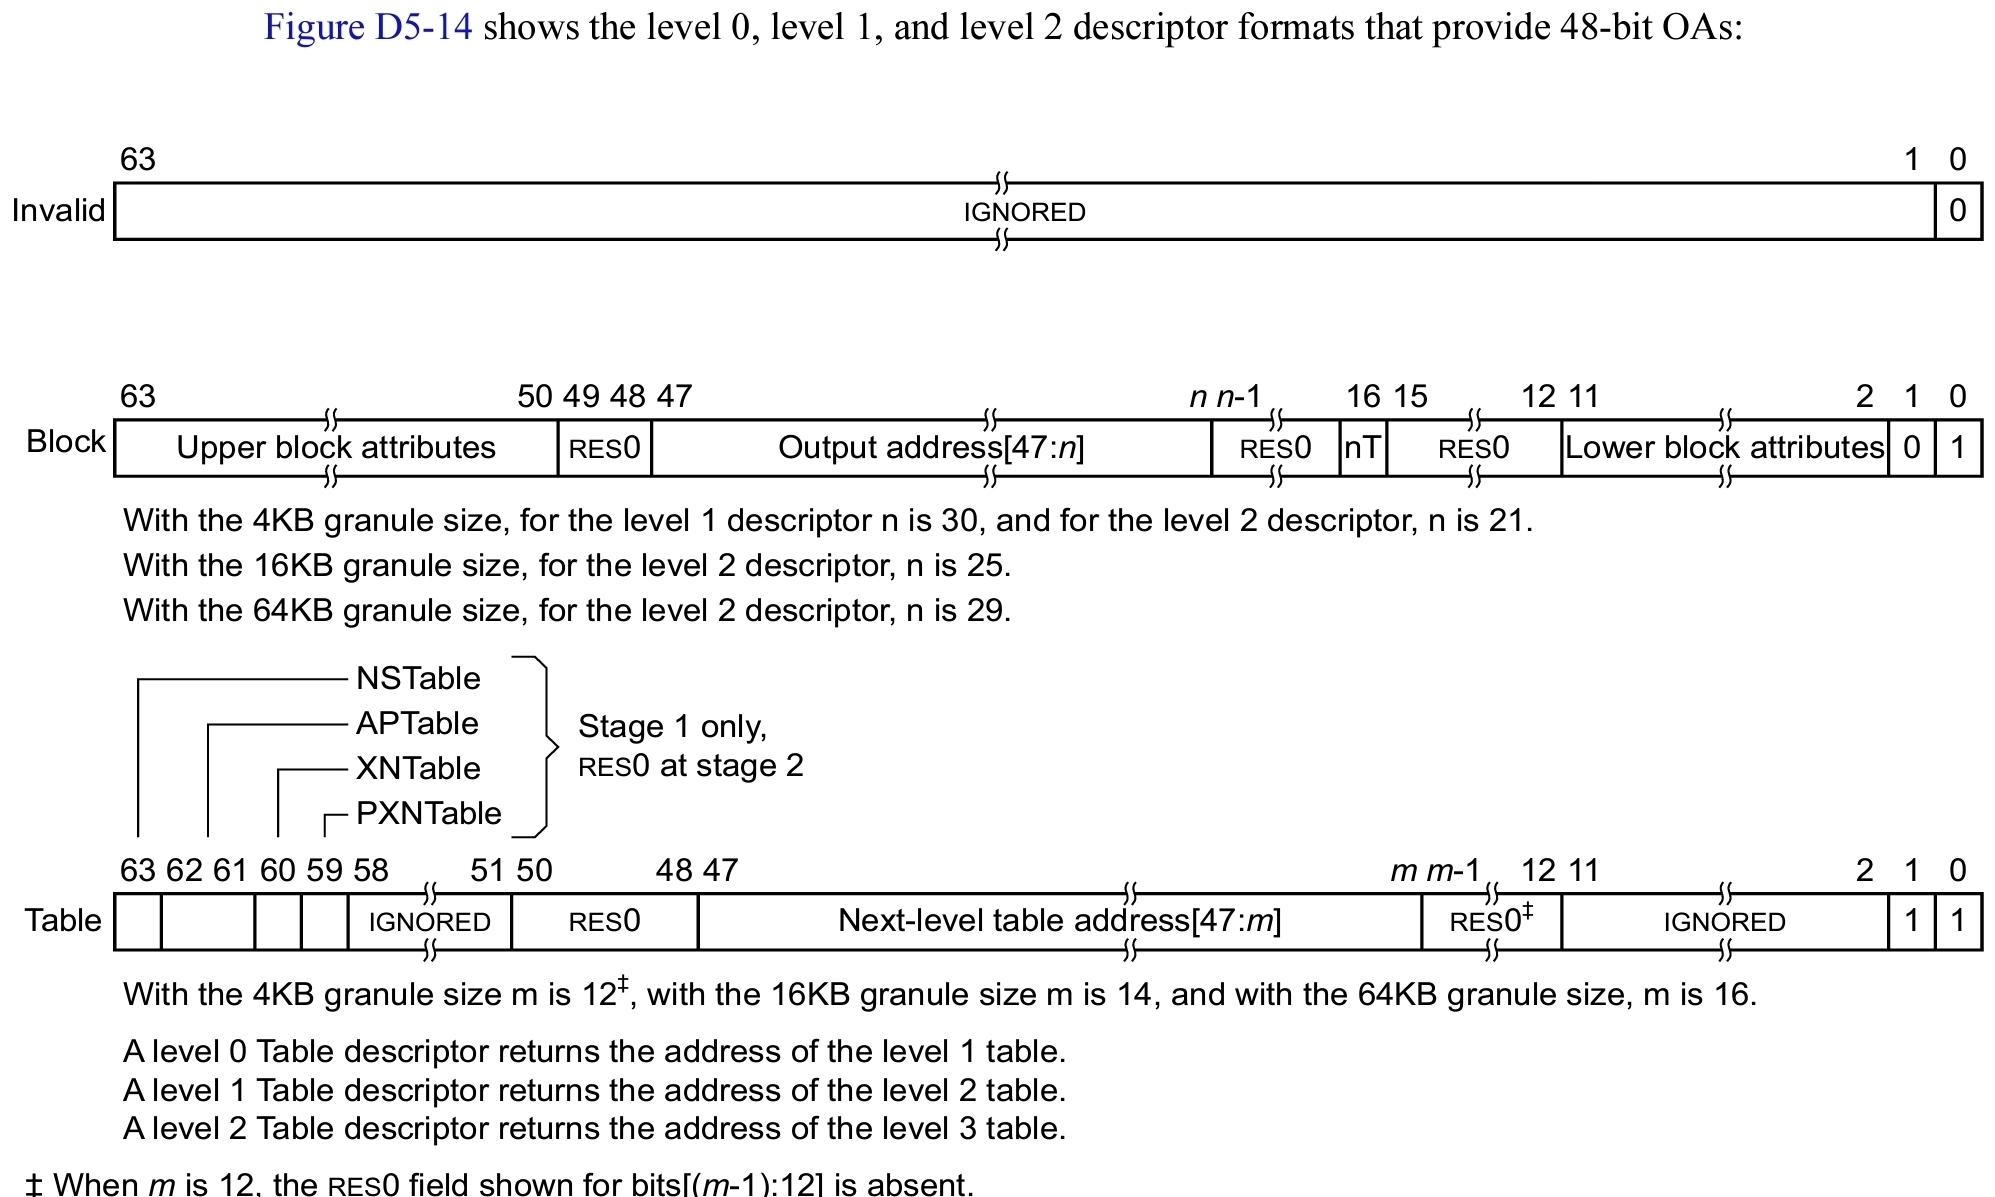 Figure D5-14 shows the level 0, level 1, and level 2 descriptor formats that provide 48-bit OAs:
63 1 0
Invalid IGNORED 0
63 50 49 48 47 n n-1 16 15 12 11 2 1 0
Block Upper block attributes RES0 Output address[47:n] RES0 nT RES0 Lower block attributes 0 1
With the 4KB granule size, for the level 1 descriptor n is 30, and for the level 2 descriptor, n is 21.
With the 16KB granule size, for the level 2 descriptor, n is 25.
With the 64KB granule size, for the level 2 descriptor, n is 29.
NSTable
APTable
XNTable
PXNTable
Stage 1 only,
RES0 at stage 2
63 62 61 60 59 58 51 50 48 47 m m-1 12 11 2 1 0
Table IGNORED RES0 Next-level table address[47:m] RES0‡ IGNORED 1 1
With the 4KB granule size m is 12‡, with the 16KB granule size m is 14, and with the 64KB granule size, m is 16.
A level 0 Table descriptor returns the address of the level 1 table.
A level 1 Table descriptor returns the address of the level 2 table.
A level 2 Table descriptor returns the address of the level 3 table.
‡ When m is 12, the RES0 field shown for bits[(m-1):12] is absent.